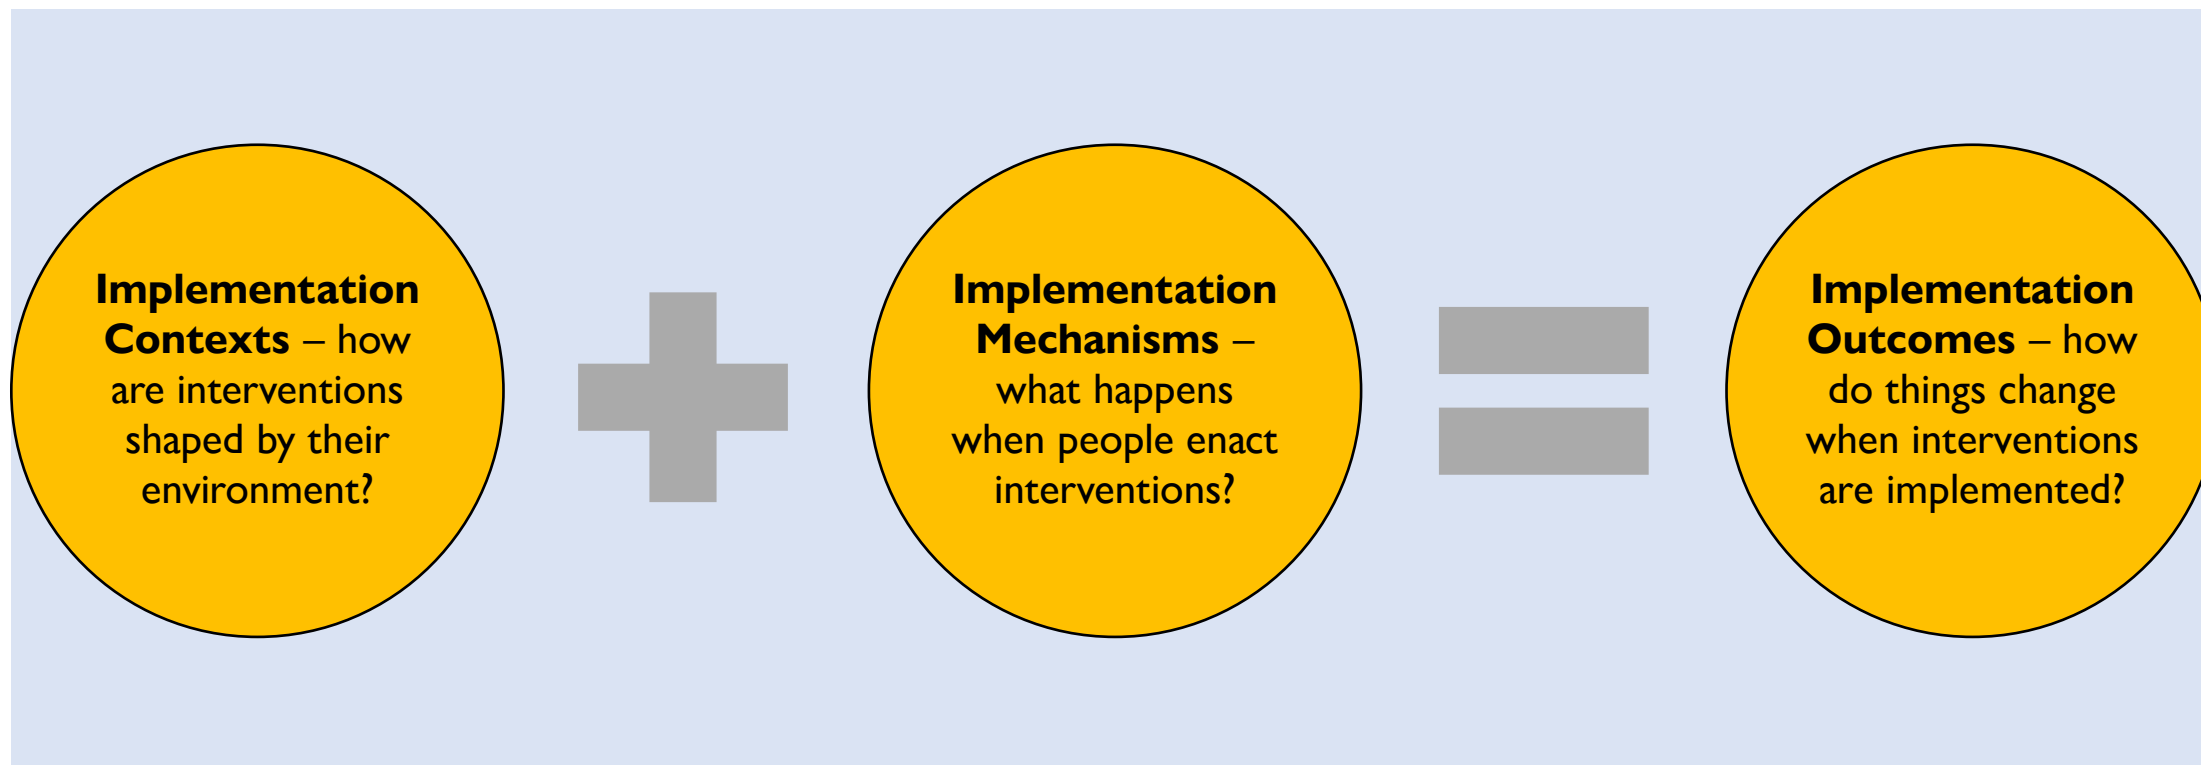 Implementation
Contexts – how
are interventions
shaped by their
environment?
Implementation
Mechanisms –
what happens
when people enact
interventions?
Implementation
Outcomes – how
do things change
when interventions
are implemented?